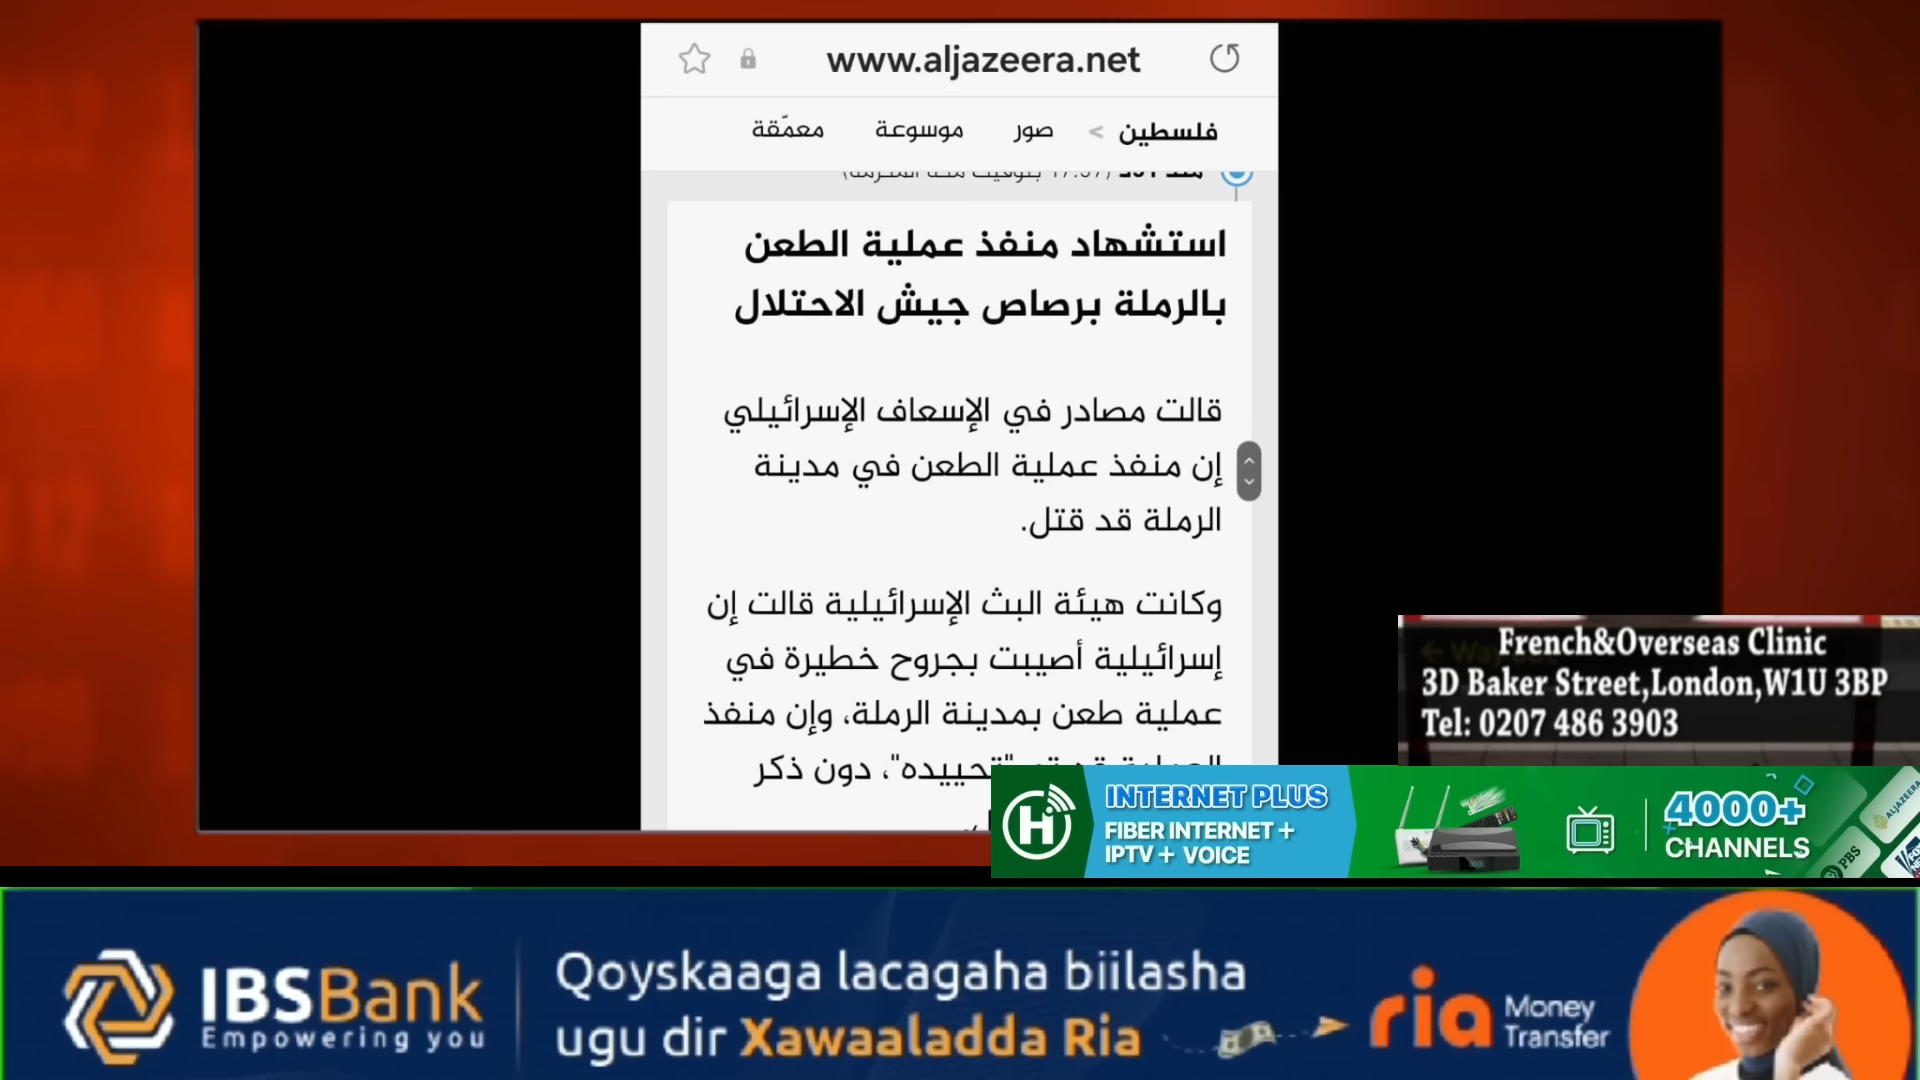 www.aljazeera.net
فلسطين > صور موسوعة معمّقة
استشهاد منفذ عملية الطعن
بالرملة برصاص جيش الاحتلال
قالت مصادر في الإسعاف الإسرائيلي
إن منفذ عملية الطعن في مدينة
الرملة قد قتل.
وكانت هيئة البث الإسرائيلية قالت إن
إسرائيلية أصيبت بجروح خطيرة في
عملية طعن بمدينة الرملة، وإن منفذ
"تحييده"، دون ذكر
French&Overseas Clinic
3D Baker Street,London,W1U 3BP
Tel: 0207 486 3903
H
INTERNET PLUS
FIBER INTERNET +
IPTV + VOICE
4000+
CHANNELS
ALJAZEERA
PBS
IBSBank
Empowering you
Qoyskaaga lacagaha biilasha
ugu dir Xawaaladda Ria
ria Money
Transfer